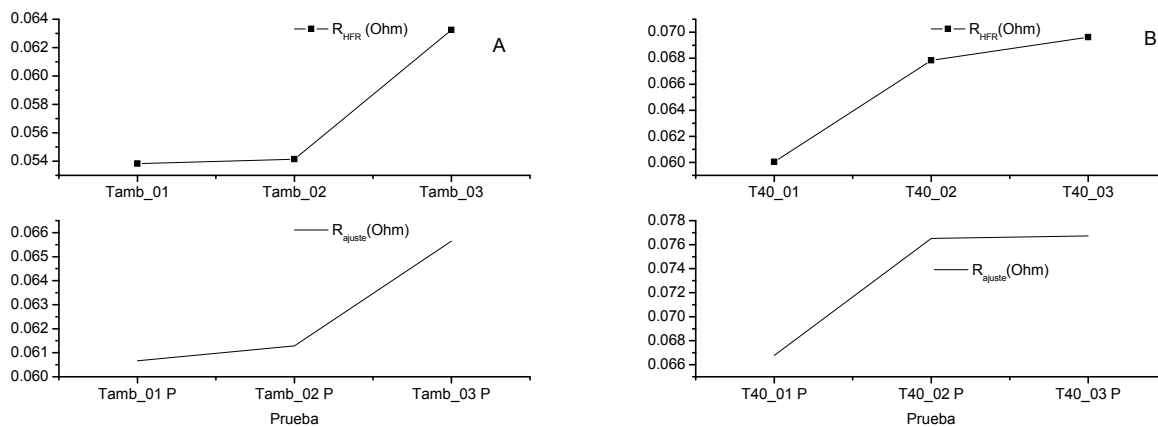 0.064
0.062
0.060
0.058
0.056
0.054
R_HFR (Ohm)
A
Tamb_01
Tamb_02
Tamb_03
0.066
0.065
0.064
0.063
0.062
0.061
0.060
R_ajuste(Ohm)
Tamb_01 P
Tamb_02 P
Tamb_03 P
Prueba
0.070
0.068
0.066
0.064
0.062
0.060
R_HFR(Ohm)
B
T40_01
T40_02
T40_03
0.078
0.076
0.074
0.072
0.070
0.068
0.066
R_ajuste(Ohm)
T40_01 P
T40_02 P
T40_03 P
Prueba